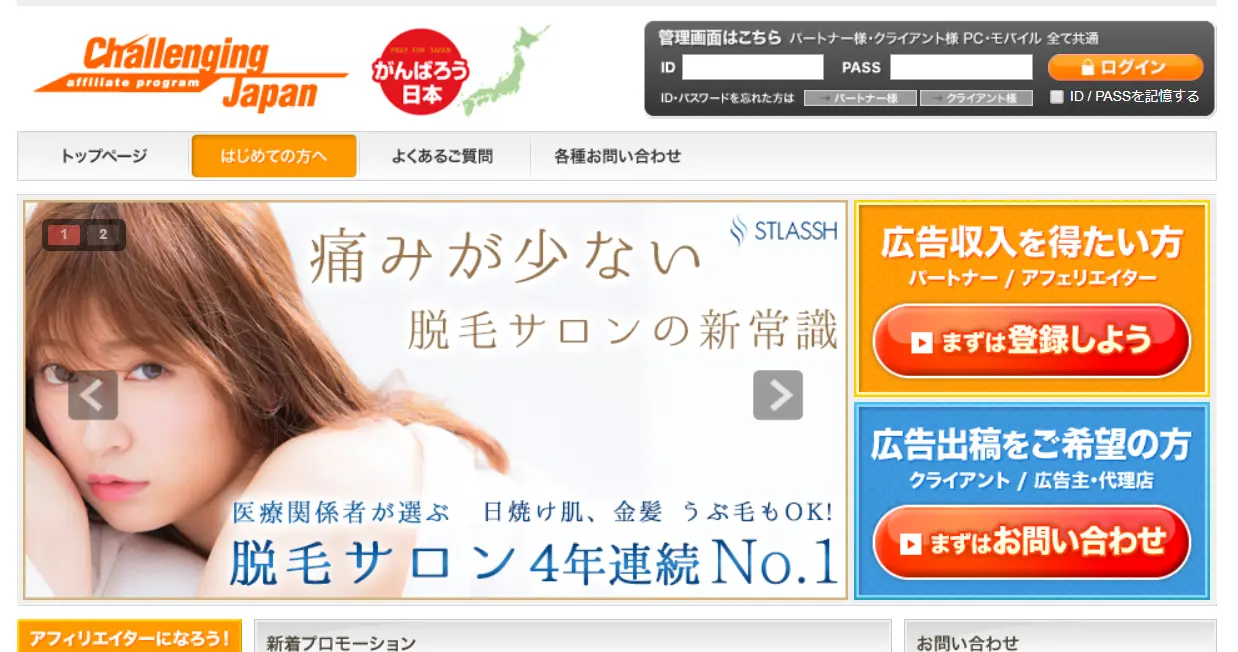 Challenging
affiliate program
Japan
PRAY FOR JAPAN
がんばろう
日本
管理画面はこちら パートナー様・クライアント様 PC・モバイル 全て共通
ID PASS ログイン
ID・パスワードを忘れた方は →パートナー様 →クライアント様 ID / PASSを記憶する
トップページ はじめての方へ よくあるご質問 各種お問い合わせ
1 2
STLASSH
痛みが少ない
脱毛サロンの新常識
医療関係者が選ぶ 日焼け肌、金髪 うぶ毛もOK!
脱毛サロン4年連続No.1
広告収入を得たい方
パートナー / アフェリエイター
まずは登録しよう
広告出稿をご希望の方
クライアント / 広告主・代理店
まずはお問い合わせ
アフィリエイターになろう!
新着プロモーション
お問い合わせ